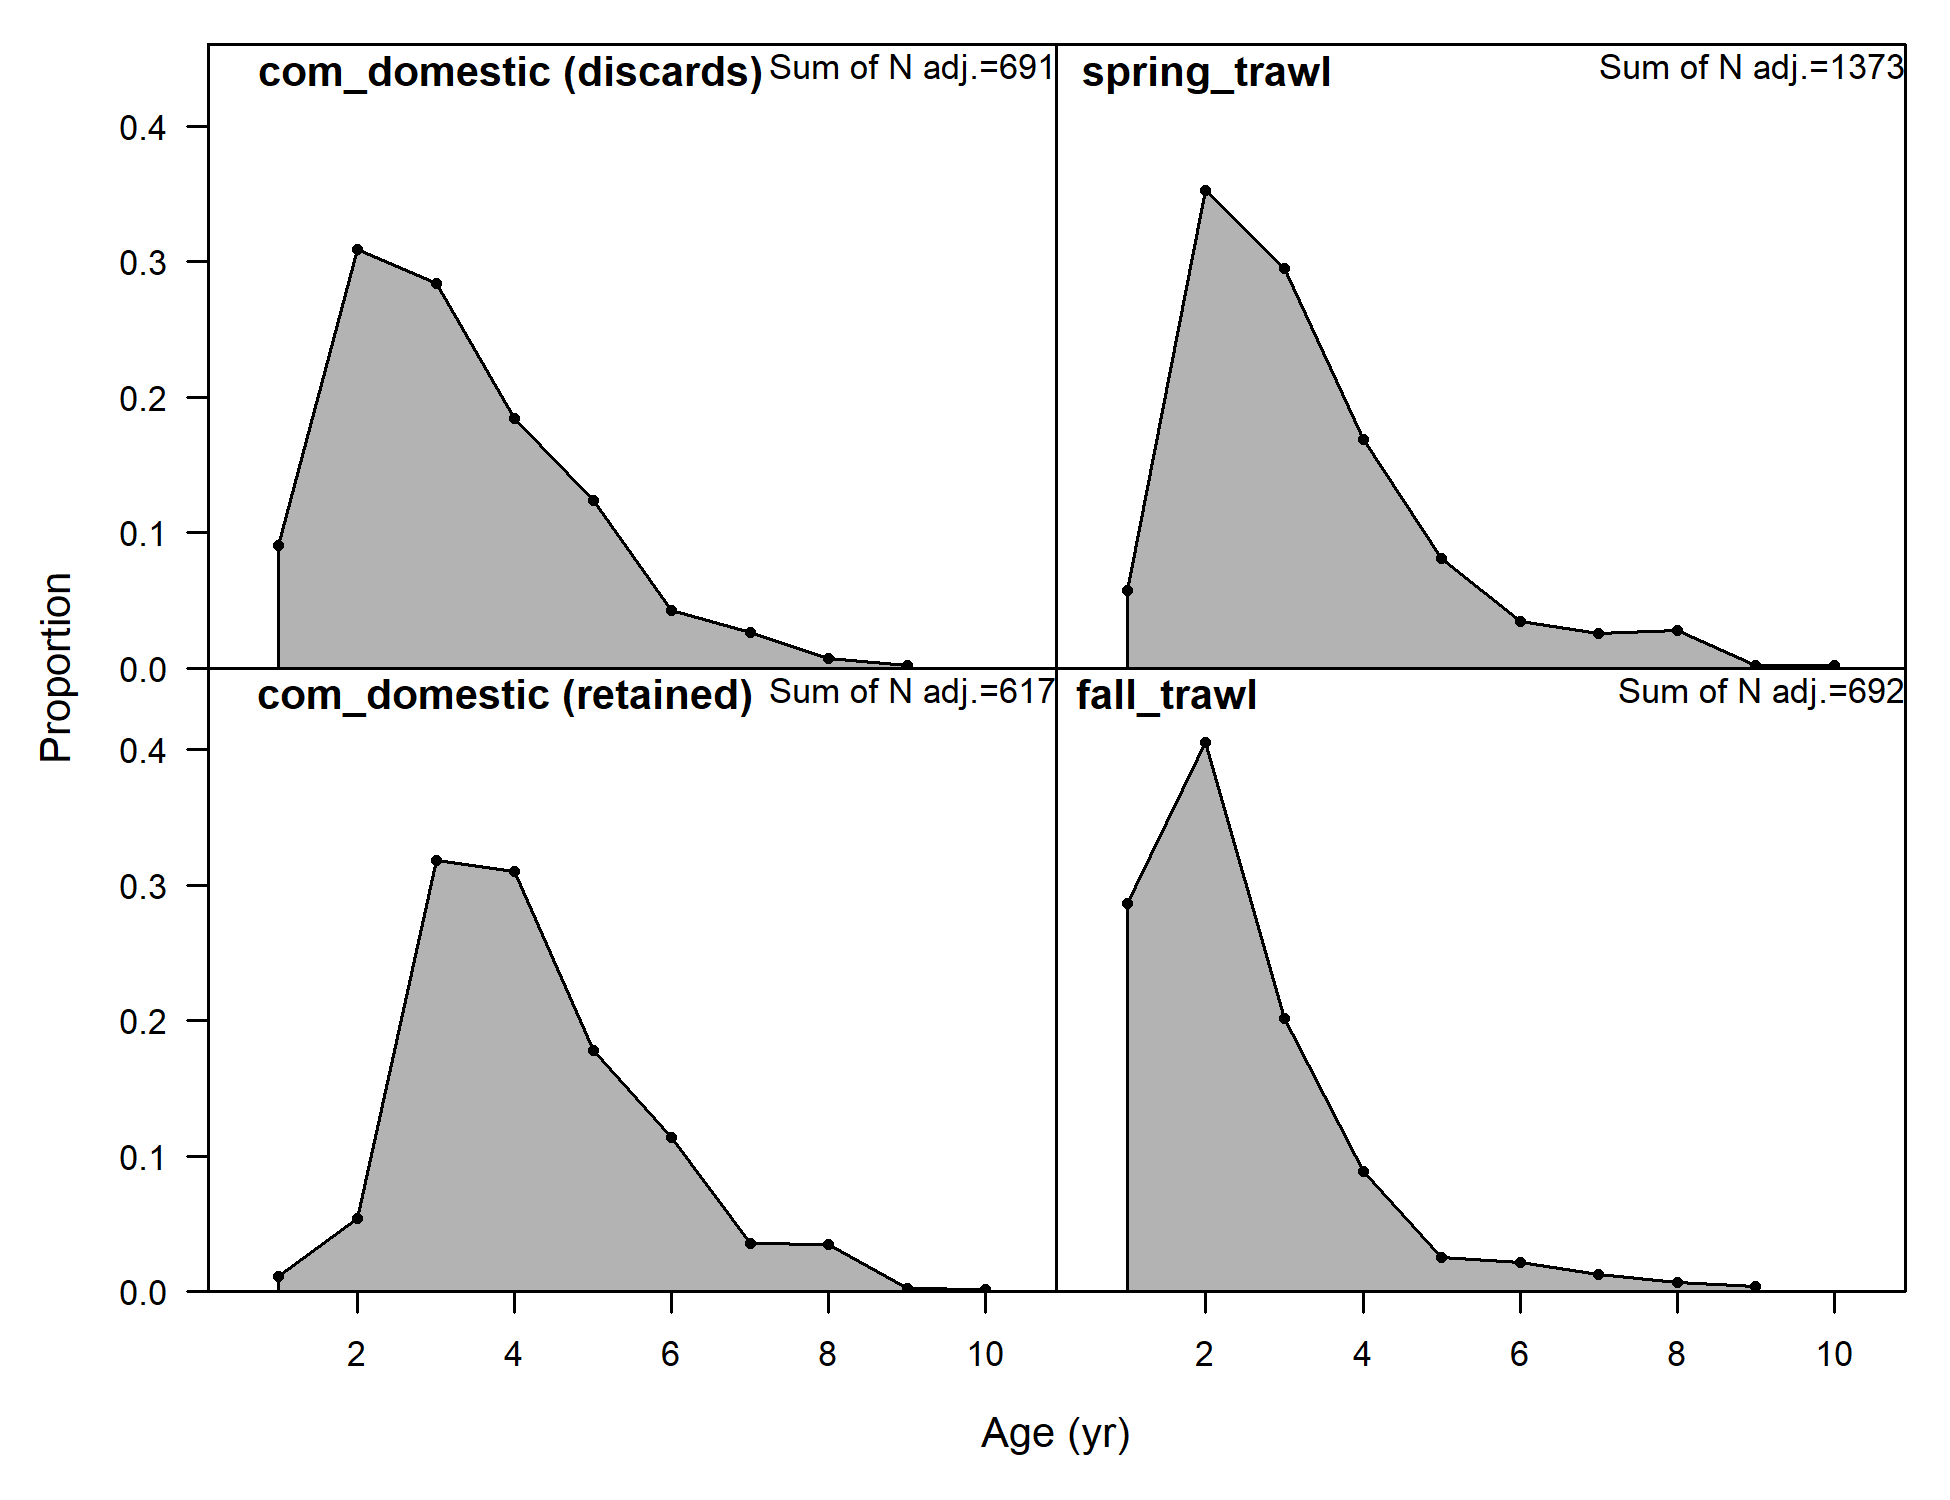 com_domestic (discards) Sum of N adj.=691
spring_trawl Sum of N adj.=1373
0.4
0.3
0.2
0.1
0.0
com_domestic (retained) Sum of N adj.=617
fall_trawl Sum of N adj.=692
0.4
0.3
0.2
0.1
0.0
Proportion
2 4 6 8 10
2 4 6 8 10
Age (yr)